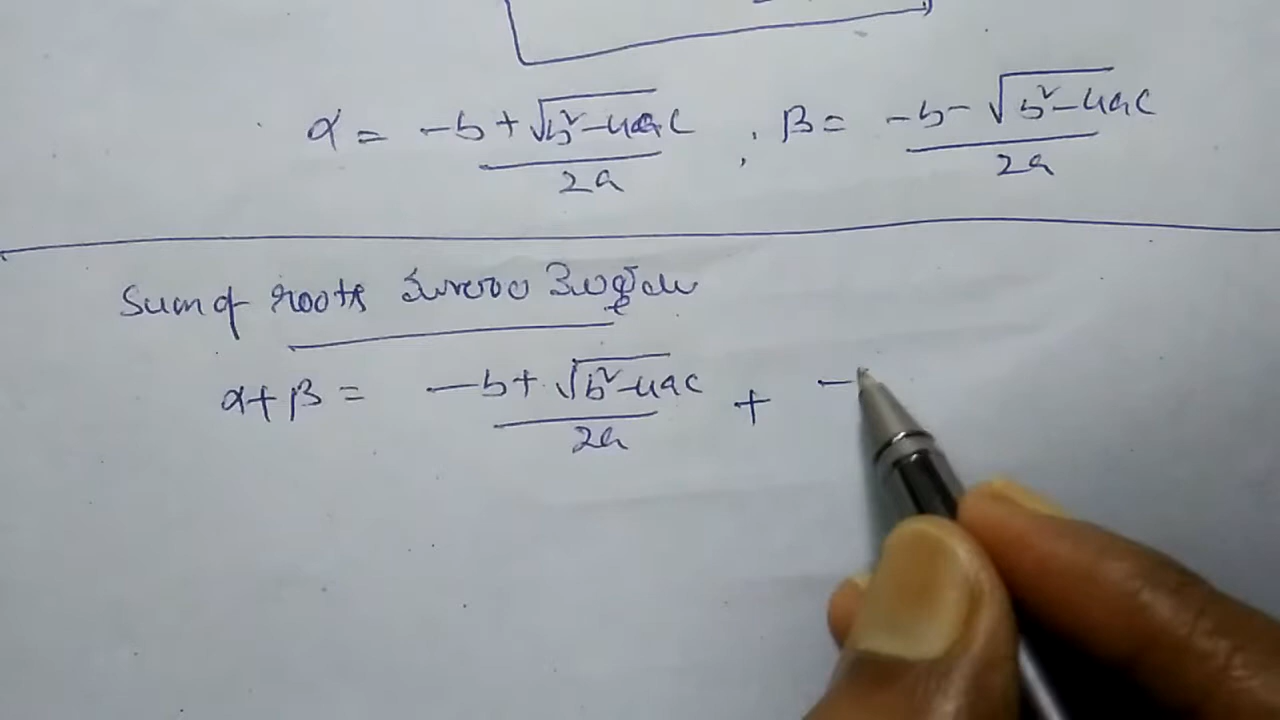 α = -b + √b²-4ac / 2a , β = -b - √b²-4ac / 2a
Sum of roots
α+β = -b + √b²-4ac / 2a + -